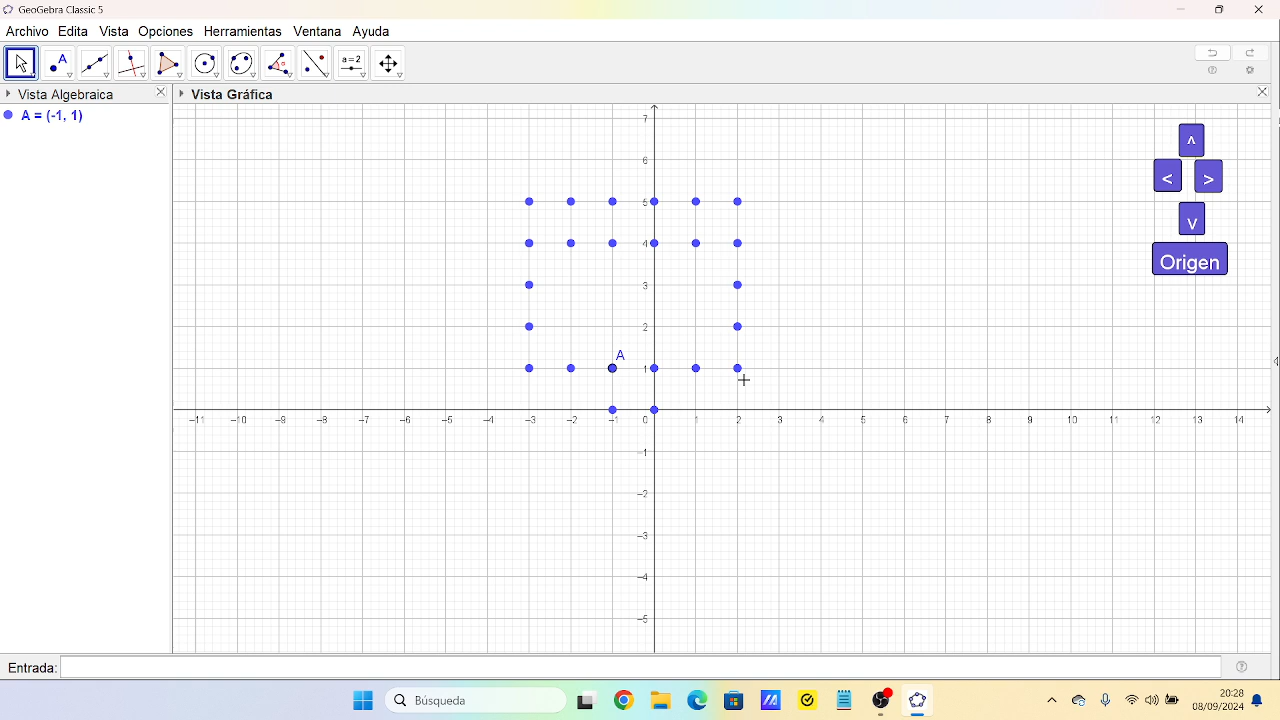 GeoGebra Classic 5
Archivo Edita Vista Opciones Herramientas Ventana Ayuda
A a=2
Vista Algebraica Vista Gráfica
A = (-1, 1)
7
6
5
4
3
2
1
A
-11 -10 -9 -8 -7 -6 -5 -4 -3 -2 -1 0 1 2 3 4 5 6 7 8 9 10 11 12 13 14
-1
-2
-3
-4
-5
^
< >
v
Origen
Entrada:
Búsqueda
20:28
08/09/2024